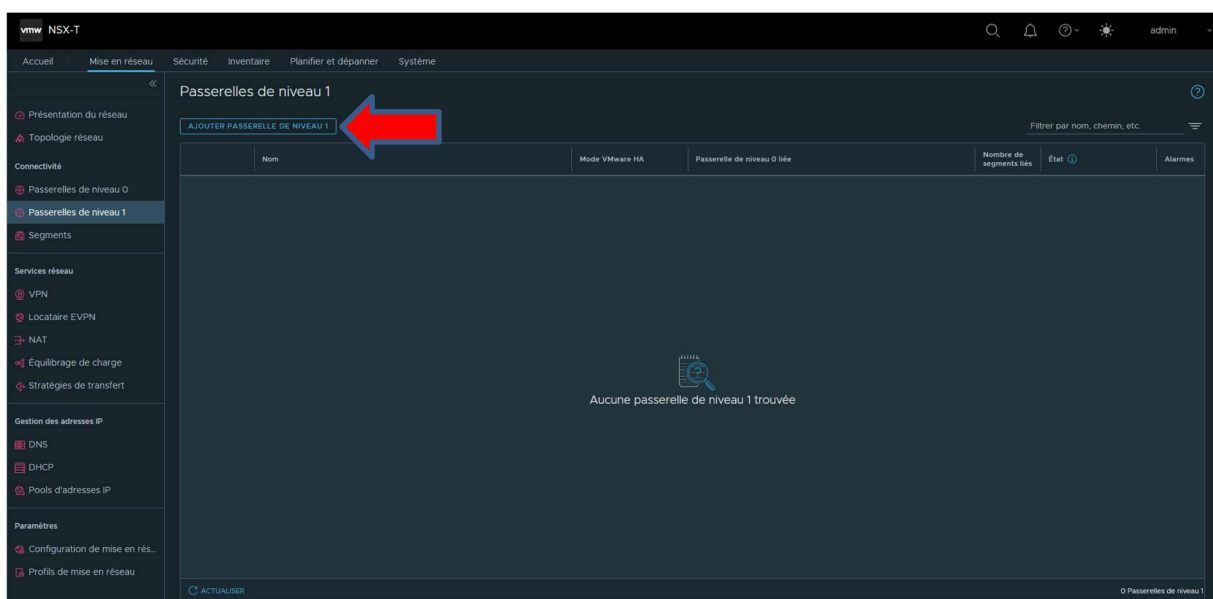 vmw NSX-T
admin
Accueil Mise en réseau Sécurité Inventaire Planifier et dépanner Système
Présentation du réseau
Topologie réseau
Connectivité
Passerelles de niveau 0
Passerelles de niveau 1
Segments
Services réseau
VPN
Locataire EVPN
NAT
Équilibrage de charge
Stratégies de transfert
Gestion des adresses IP
DNS
DHCP
Pools d'adresses IP
Paramètres
Configuration de mise en rés...
Profils de mise en réseau
Passerelles de niveau 1
AJOUTER PASSERELLE DE NIVEAU 1
Filtrer par nom, chemin, etc.
Nom Mode VMware HA Passerelle de niveau 0 liée Nombre de segments liés État Alarmes
Aucune passerelle de niveau 1 trouvée
ACTUALISER
0 Passerelles de niveau 1